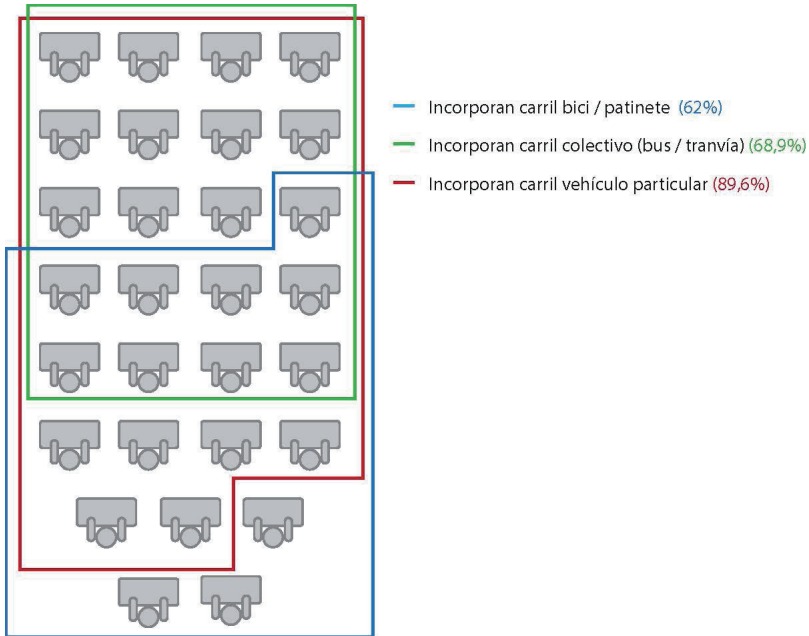 Incorporan carril bici / patinete (62%)
Incorporan carril colectivo (bus / tranvía) (68,9%)
Incorporan carril vehículo particular (89,6%)